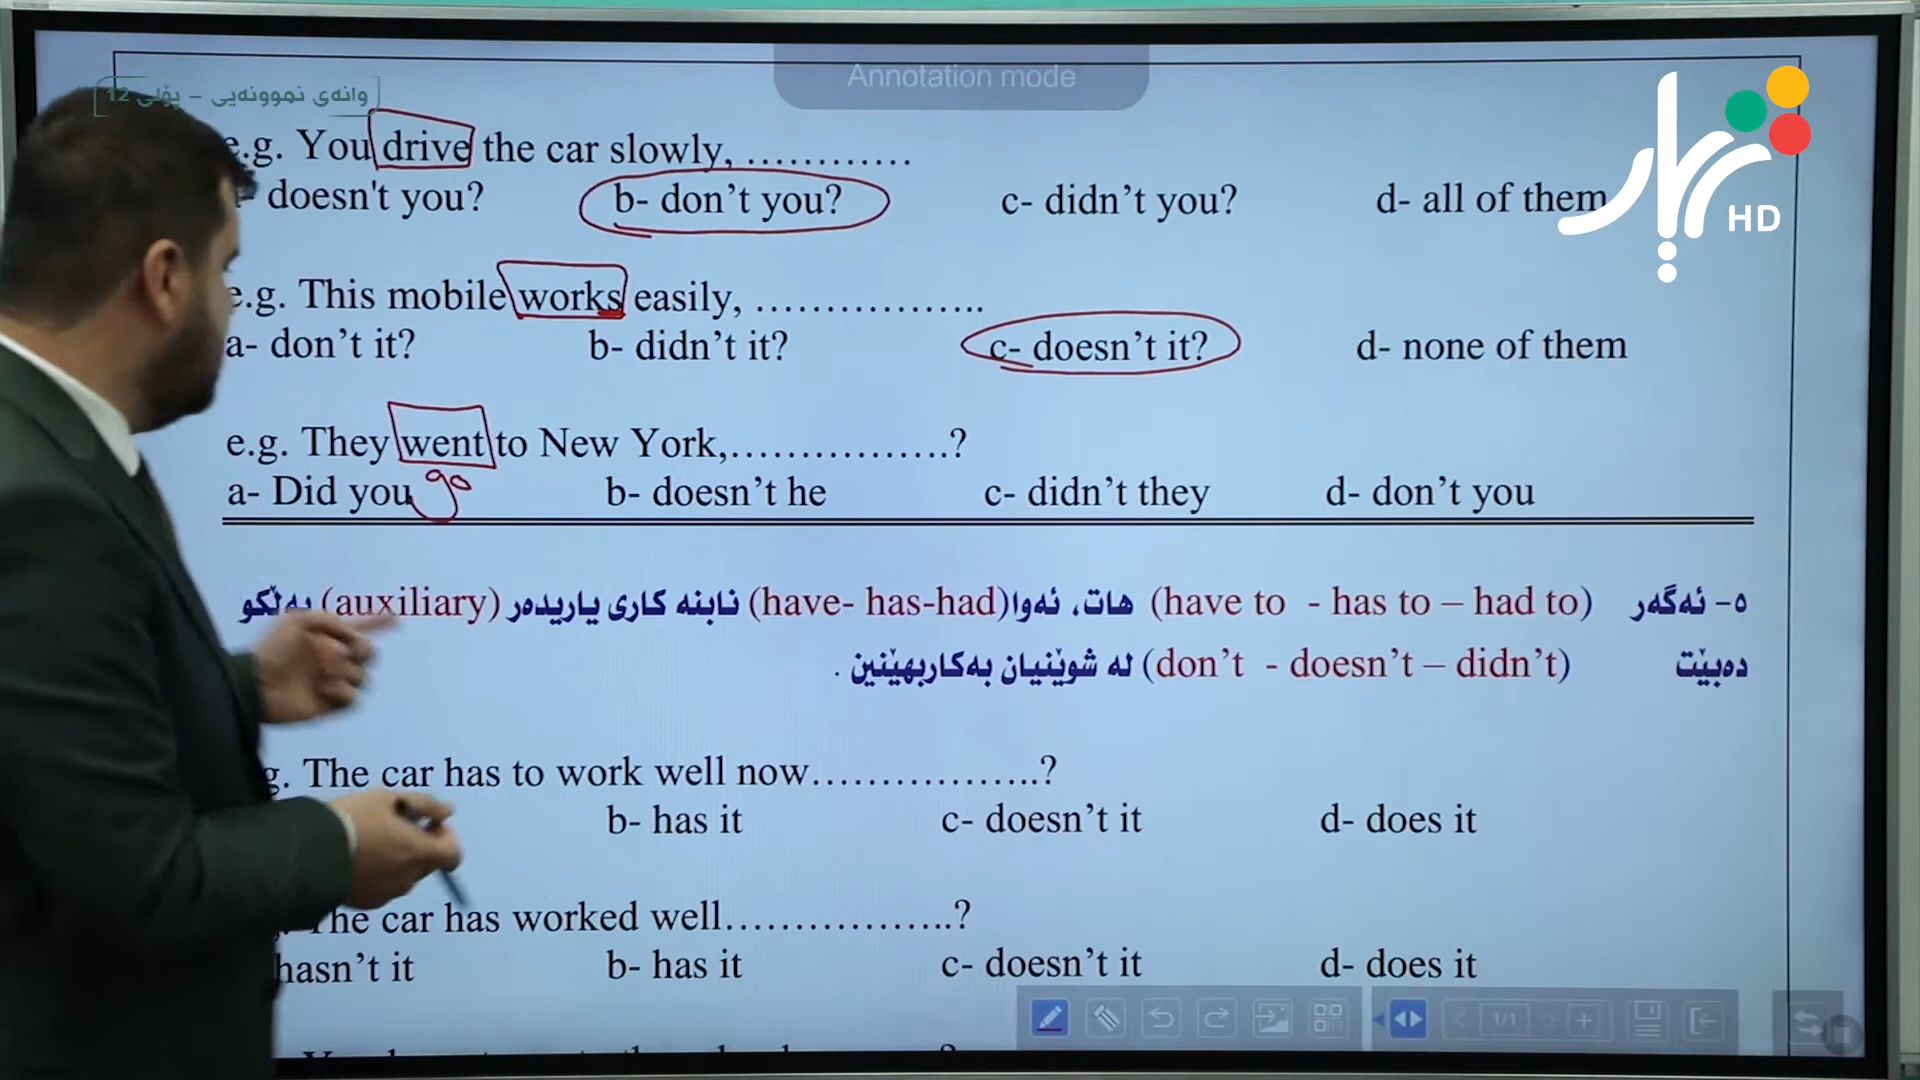 Annotation mode
وانەی نموونەیی - پۆلی 12
HD
e.g. You drive the car slowly, …………
doesn't you? b- don’t you? c- didn’t you? d- all of them
e.g. This mobile works easily, ……………..
a- don’t it? b- didn’t it? c- doesn’t it? d- none of them
e.g. They went to New York,…………….?
a- Did you go b- doesn’t he c- didn’t they d- don’t you
٥- ئەگەر (have to - has to – had to) هات، ئەوا(have- has-had) نابنە کاری یاریدەر (auxiliary) بەڵکو
دەبێت (don’t - doesn’t – didn’t) لە شوێنیان بەکاربهێنین .
g. The car has to work well now……………..?
b- has it c- doesn’t it d- does it
The car has worked well……………..?
hasn’t it b- has it c- doesn’t it d- does it
1/1